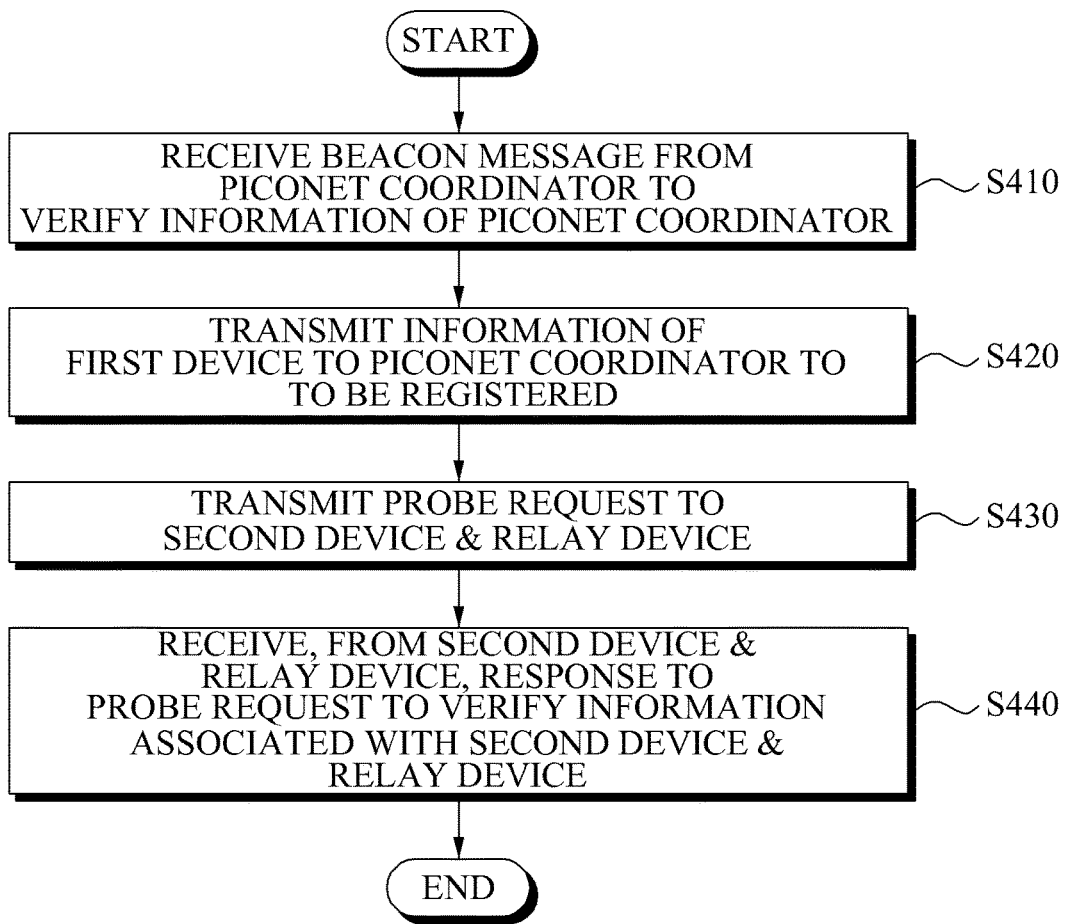 START
RECEIVE BEACON MESSAGE FROM
PICONET COORDINATOR TO
VERIFY INFORMATION OF PICONET COORDINATOR
S410
TRANSMIT INFORMATION OF
FIRST DEVICE TO PICONET COORDINATOR TO
TO BE REGISTERED
S420
TRANSMIT PROBE REQUEST TO
SECOND DEVICE & RELAY DEVICE
S430
RECEIVE, FROM SECOND DEVICE &
RELAY DEVICE, RESPONSE TO
PROBE REQUEST TO VERIFY INFORMATION
ASSOCIATED WITH SECOND DEVICE &
RELAY DEVICE
S440
END